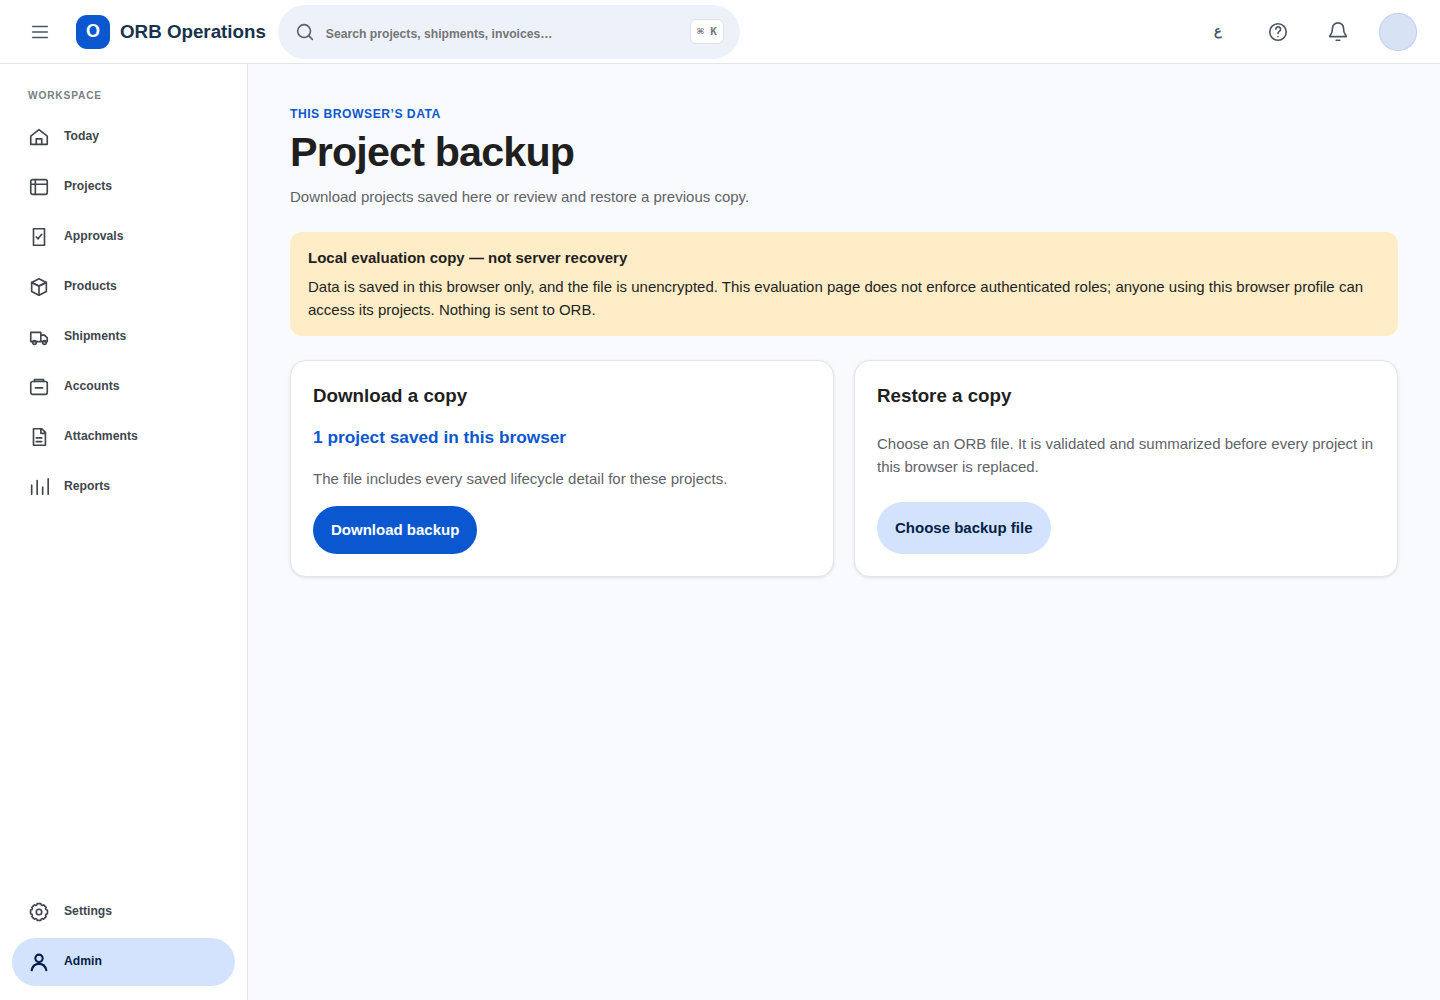 O ORB Operations
Search projects, shipments, invoices…
⌘ K
ع
WORKSPACE
Today
Projects
Approvals
Products
Shipments
Accounts
Attachments
Reports
Settings
Admin
THIS BROWSER'S DATA
Project backup
Download projects saved here or review and restore a previous copy.
Local evaluation copy — not server recovery
Data is saved in this browser only, and the file is unencrypted. This evaluation page does not enforce authenticated roles; anyone using this browser profile can
access its projects. Nothing is sent to ORB.
Download a copy
1 project saved in this browser
The file includes every saved lifecycle detail for these projects.
Download backup
Restore a copy
Choose an ORB file. It is validated and summarized before every project in
this browser is replaced.
Choose backup file